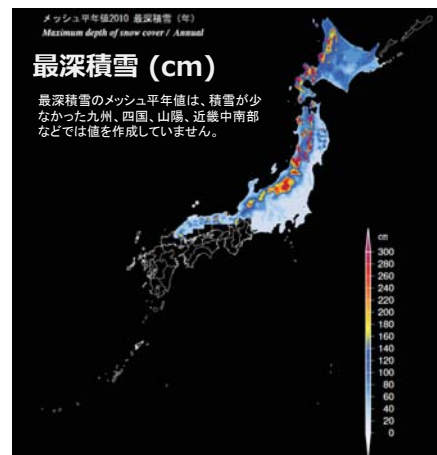 メッシュ平年値2010 最深積雪（年）
Maximum depth of snow cover / Annual
最深積雪 (cm)
最深積雪のメッシュ平年値は、積雪が少
なかった九州、四国、山陽、近畿中南部
などでは値を作成していません。
cm
300
280
260
240
220
200
180
160
140
120
100
80
60
40
20
0